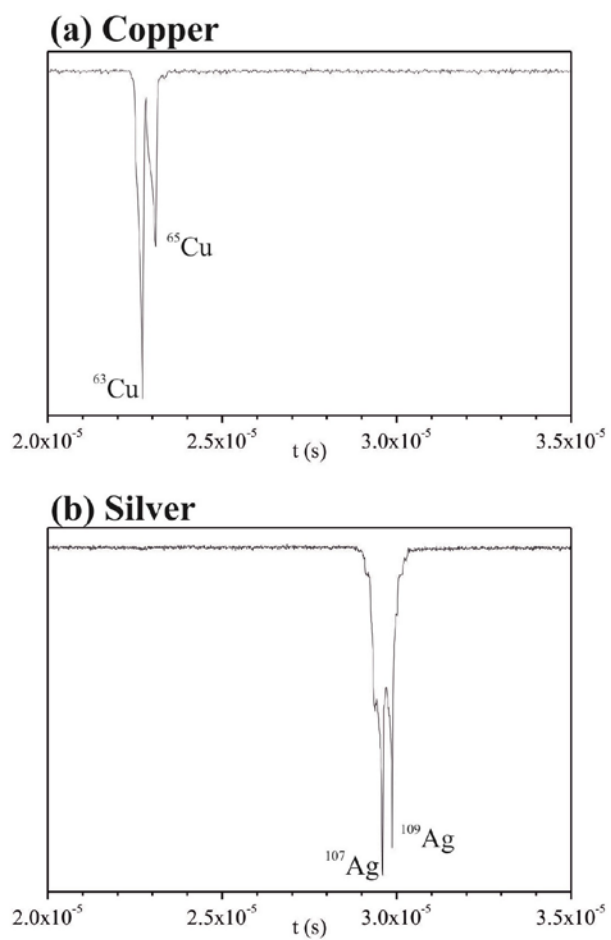 (a) Copper
⁶⁵Cu
⁶³Cu
2.0x10⁻⁵ 2.5x10⁻⁵ 3.0x10⁻⁵ 3.5x10⁻⁵
t (s)
(b) Silver
¹⁰⁹Ag
¹⁰⁷Ag
2.0x10⁻⁵ 2.5x10⁻⁵ 3.0x10⁻⁵ 3.5x10⁻⁵
t (s)